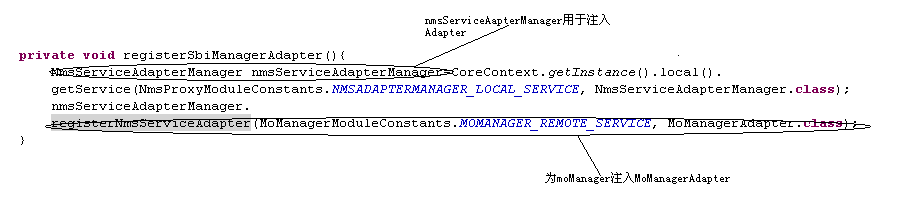 nmsServiceAapterManager用于注入
Adapter
private void registerSbiManagerAdapter(){
NmsServiceAdapterManager nmsServiceAdapterManager=CoreContext.getInstance().local().
getService(NmsProxyModuleConstants.NMSADAPTERMANAGER_LOCAL_SERVICE, NmsServiceAdapterManager.class);
nmsServiceAdapterManager.
registerNmsServiceAdapter(MoManagerModuleConstants.MOMANAGER_REMOTE_SERVICE, MoManagerAdapter.class);
}
为moManager注入MoManagerAdapter